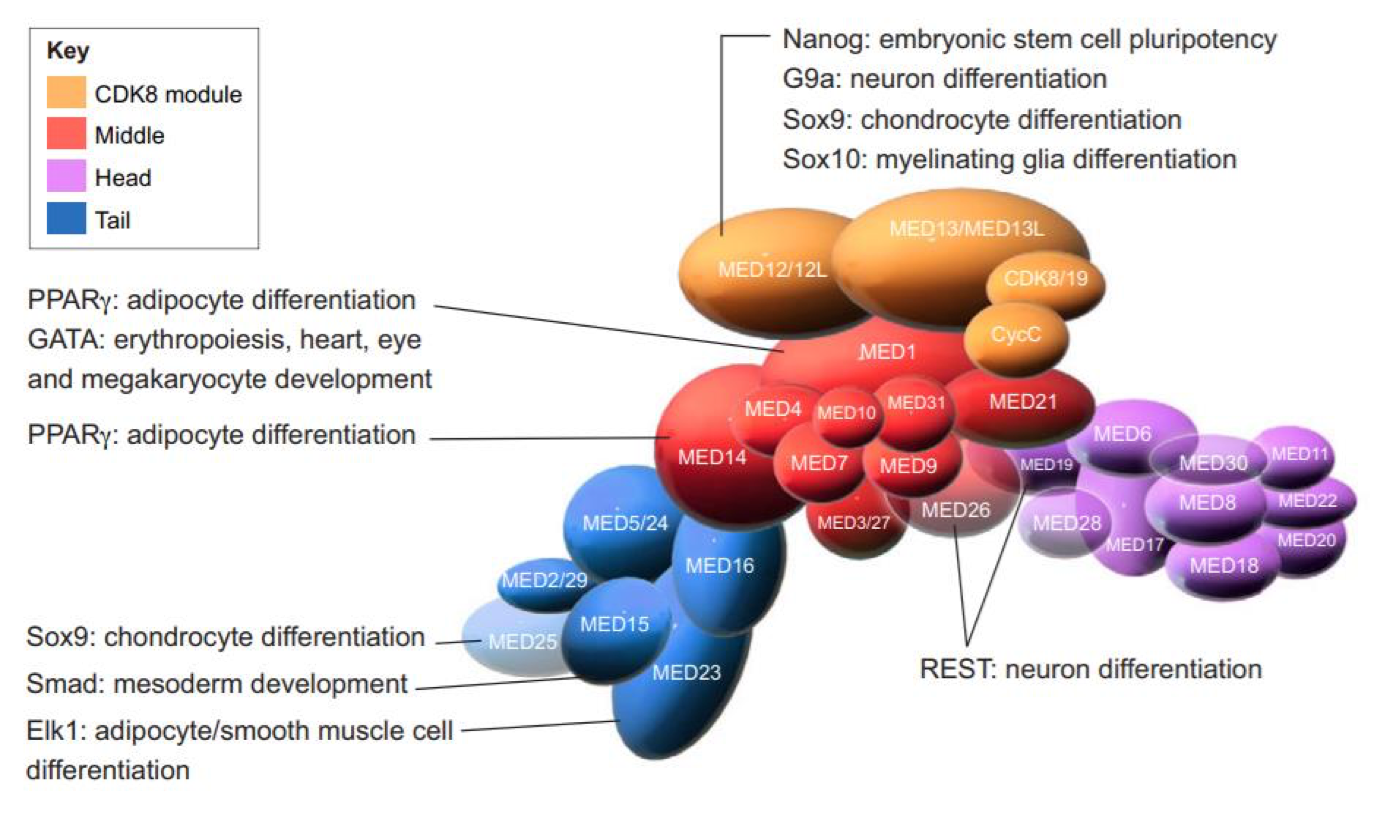 Key
CDK8 module
Middle
Head
Tail
Nanog: embryonic stem cell pluripotency
G9a: neuron differentiation
Sox9: chondrocyte differentiation
Sox10: myelinating glia differentiation
PPARγ: adipocyte differentiation
GATA: erythropoiesis, heart, eye
and megakaryocyte development
PPARγ: adipocyte differentiation
MED13/MED13L
MED12/12L
CDK8/19
CycC
MED1
MED4
MED10
MED31
MED21
MED14
MED7
MED9
MED19
MED6
MED30
MED11
MED3/27
MED26
MED28
MED17
MED8
MED22
MED20
MED18
MED5/24
MED16
MED2/29
MED15
MED25
MED23
Sox9: chondrocyte differentiation
Smad: mesoderm development
Elk1: adipocyte/smooth muscle cell
differentiation
REST: neuron differentiation